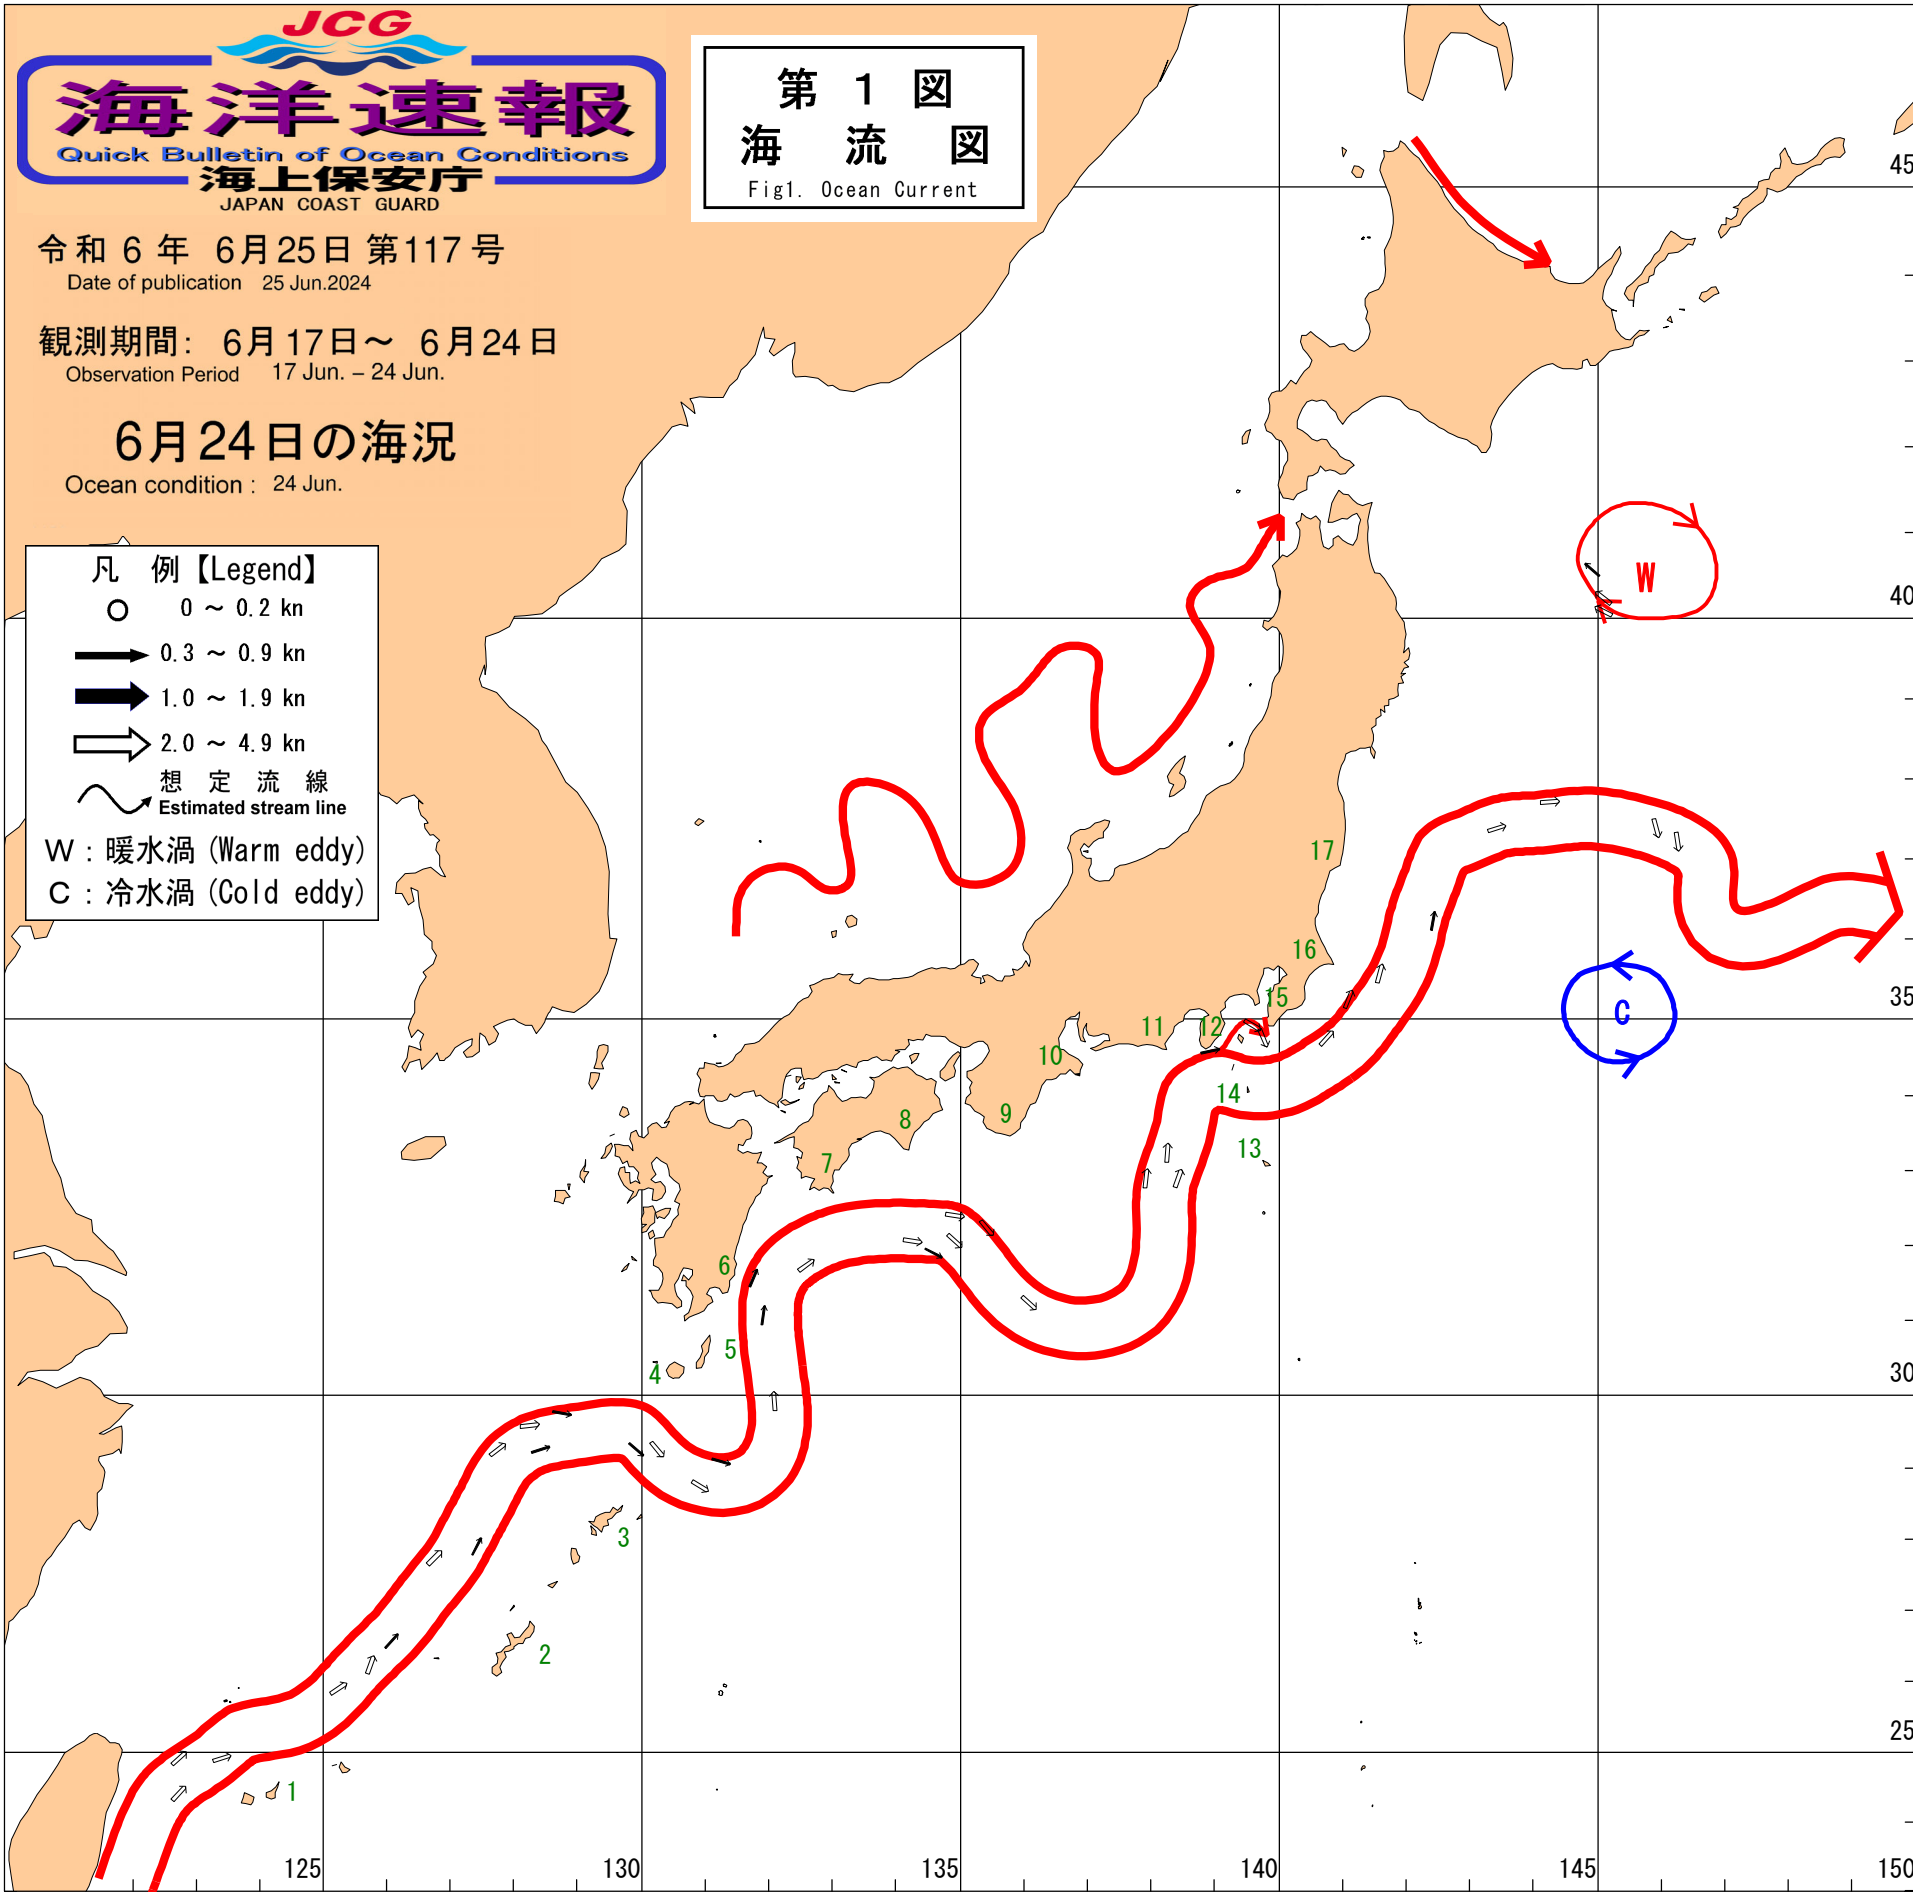 JCG
海洋速報
Quick Bulletin of Ocean Conditions
海上保安庁
JAPAN COAST GUARD
第 1 図
海 流 図
Fig1. Ocean Current
令和 6 年 6月25日 第117 号
Date of publication 25 Jun.2024
観測期間: 6月17日～ 6月24日
Observation Period 17 Jun. – 24 Jun.
6月24日の海況
Ocean condition : 24 Jun.
凡 例【Legend】
0 ～ 0.2 kn
0.3 ～ 0.9 kn
1.0 ～ 1.9 kn
2.0 ～ 4.9 kn
想 定 流 線
Estimated stream line
W : 暖水渦 (Warm eddy)
C : 冷水渦 (Cold eddy)
45
W
40
17
16
15
35
C
12
11
10
14
9
8
13
7
6
5
4
30
3
2
25
1
125
130
135
140
145
150